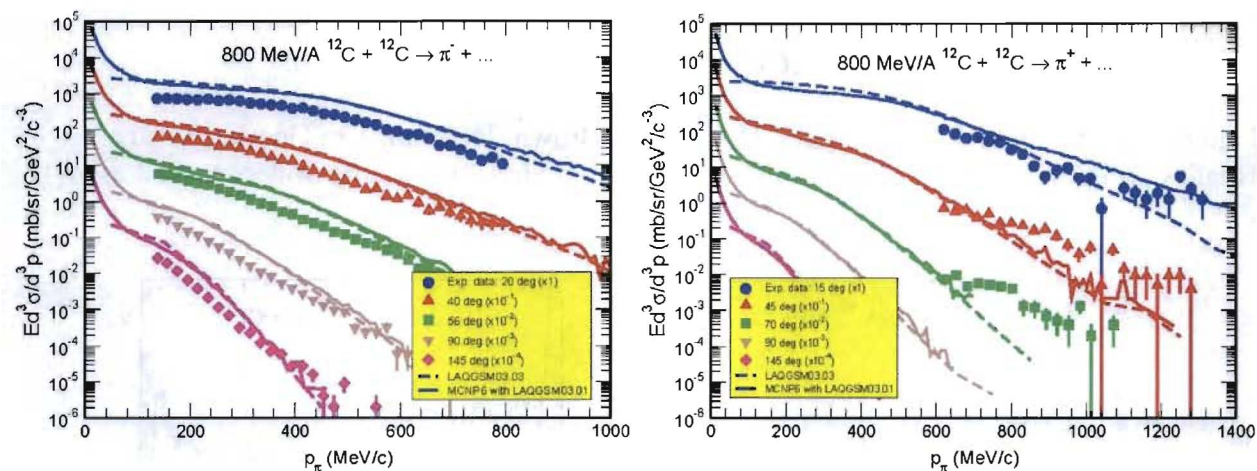 800 MeV/A ¹²C + ¹²C → π⁻ + ...
Ed³σ/d³p (mb/sr/GeV²/c⁻³)
10⁵
10⁴
10³
10²
10¹
10⁰
10⁻¹
10⁻²
10⁻³
10⁻⁴
10⁻⁵
10⁻⁶
Exp. data: 20 deg (x1)
40 deg (x10⁻¹)
56 deg (x10⁻²)
90 deg (x10⁻³)
145 deg (x10⁻⁴)
LAQGSM03.03
MCNP6 with LAQGSM03.01
0 200 400 600 800 1000
p_π (MeV/c)
800 MeV/A ¹²C + ¹²C → π⁺ + ...
Ed³σ/d³p (mb/sr/GeV²/c⁻³)
10⁵
10⁴
10³
10²
10¹
10⁰
10⁻¹
10⁻²
10⁻³
10⁻⁴
10⁻⁵
10⁻⁶
Exp. data: 15 deg (x1)
45 deg (x10⁻¹)
70 deg (x10⁻²)
90 deg (x10⁻³)
145 deg (x10⁻⁴)
LAQGSM03.03
MCNP6 with LAQGSM03.01
0 200 400 600 800 1000 1200 1400
p_π (MeV/c)